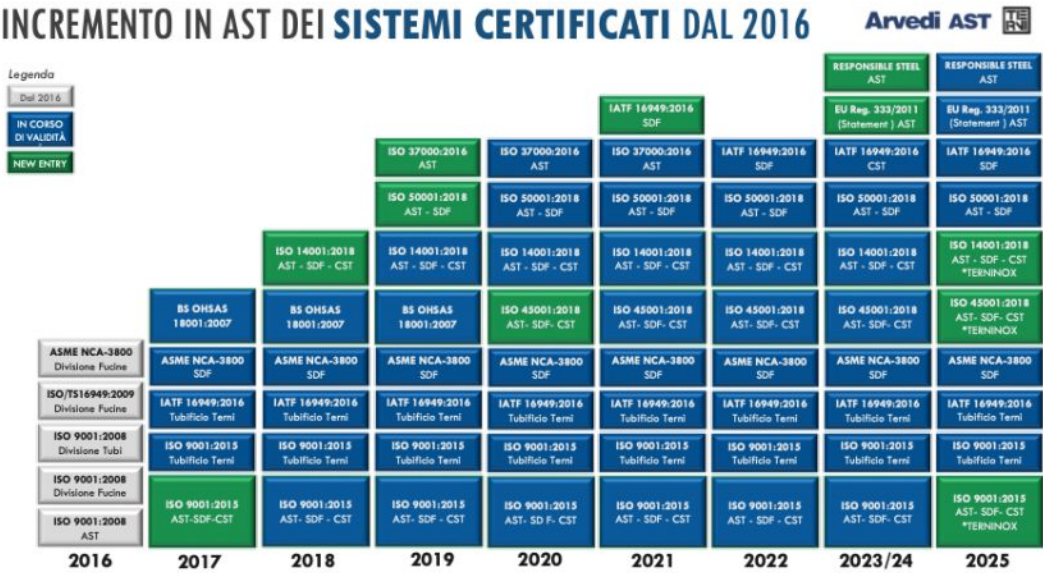 INCREMENTO IN AST DEI SISTEMI CERTIFICATI DAL 2016
Arvedi AST TERNI
Legenda
Dal 2016
IN CORSO
DI VALIDITÀ
NEW ENTRY
ASME NCA-3800
Divisione Fucine
ISO/TS16949:2009
Divisione Fucine
ISO 9001:2008
Divisione Tubi
ISO 9001:2008
Divisione Fucine
ISO 9001:2008
AST
2016
BS OHSAS
18001:2007
ASME NCA-3800
SDF
IATF 16949:2016
Tubificio Terni
ISO 9001:2015
Tubificio Terni
ISO 9001:2015
AST-SDF-CST
2017
ISO 14001:2018
AST - SDF - CST
BS OHSAS
18001:2007
ASME NCA-3800
SDF
IATF 16949:2016
Tubificio Terni
ISO 9001:2015
Tubificio Terni
ISO 9001:2015
AST- SDF - CST
2018
ISO 37000:2016
AST
ISO 50001:2018
AST - SDF
ISO 14001:2018
AST - SDF - CST
BS OHSAS
18001:2007
ASME NCA-3800
SDF
IATF 16949:2016
Tubificio Terni
ISO 9001:2015
Tubificio Terni
ISO 9001:2015
AST- SDF - CST
2019
ISO 37000:2016
AST
ISO 50001:2018
AST - SDF
ISO 14001:2018
AST - SDF - CST
ISO 45001:2018
AST- SDF- CST
ASME NCA-3800
SDF
IATF 16949:2016
Tubificio Terni
ISO 9001:2015
Tubificio Terni
ISO 9001:2015
AST- SD F- CST
2020
IATF 16949:2016
SDF
ISO 37000:2016
AST
ISO 50001:2018
AST - SDF
ISO 14001:2018
AST - SDF - CST
ISO 45001:2018
AST- SDF- CST
ASME NCA-3800
SDF
IATF 16949:2016
Tubificio Terni
ISO 9001:2015
Tubificio Terni
ISO 9001:2015
AST - SDF - CST
2021
IATF 16949:2016
SDF
ISO 50001:2018
AST - SDF
ISO 14001:2018
AST - SDF - CST
ISO 45001:2018
AST- SDF- CST
ASME NCA-3800
SDF
IATF 16949:2016
Tubificio Terni
ISO 9001:2015
Tubificio Terni
ISO 9001:2015
AST - SDF - CST
2022
RESPONSIBLE STEEL
AST
EU Reg. 333/2011
(Statement ) AST
IATF 16949:2016
CST
ISO 50001:2018
AST - SDF
ISO 14001:2018
AST - SDF - CST
ISO 45001:2018
AST- SDF- CST
ASME NCA-3800
SDF
IATF 16949:2016
Tubificio Terni
ISO 9001:2015
Tubificio Terni
ISO 9001:2015
AST- SDF- CST
2023/24
RESPONSIBLE STEEL
AST
EU Reg. 333/2011
(Statement ) AST
IATF 16949:2016
SDF
ISO 50001:2018
AST - SDF
ISO 14001:2018
AST - SDF - CST
*TERNINOX
ISO 45001:2018
AST- SDF- CST
*TERNINOX
ASME NCA-3800
SDF
IATF 16949:2016
Tubificio Terni
ISO 9001:2015
Tubificio Terni
ISO 9001:2015
AST- SDF- CST
*TERNINOX
2025